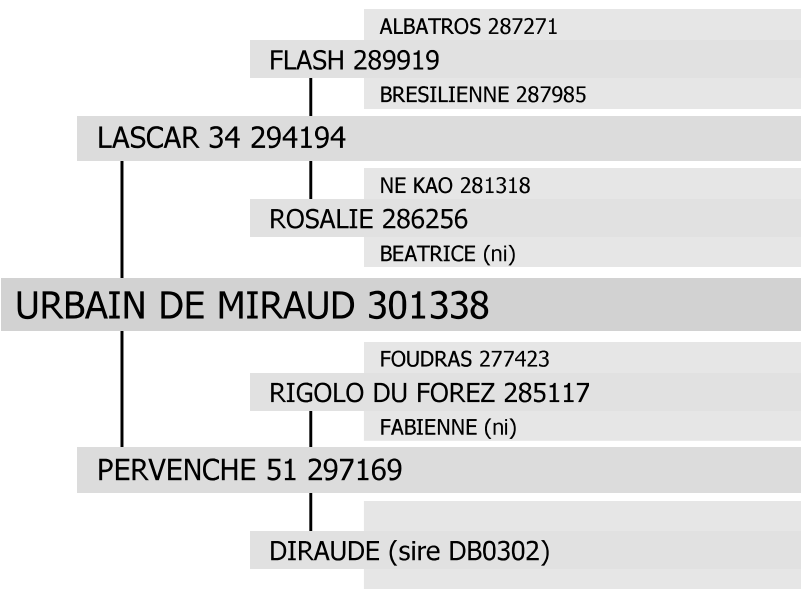 ALBATROS 287271
FLASH 289919
BRESILIENNE 287985
LASCAR 34 294194
NE KAO 281318
ROSALIE 286256
BEATRICE (ni)
URBAIN DE MIRAUD 301338
FOUDRAS 277423
RIGOLO DU FOREZ 285117
FABIENNE (ni)
PERVENCHE 51 297169
DIRAUDE (sire DB0302)